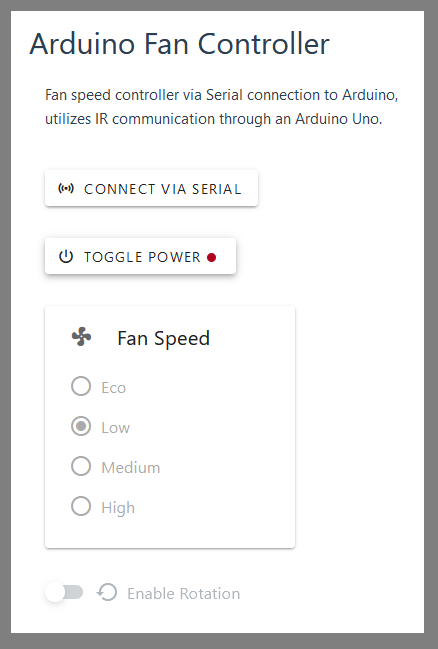 Arduino Fan Controller
Fan speed controller via Serial connection to Arduino,
utilizes IR communication through an Arduino Uno.
CONNECT VIA SERIAL
TOGGLE POWER
Fan Speed
Eco
Low
Medium
High
Enable Rotation